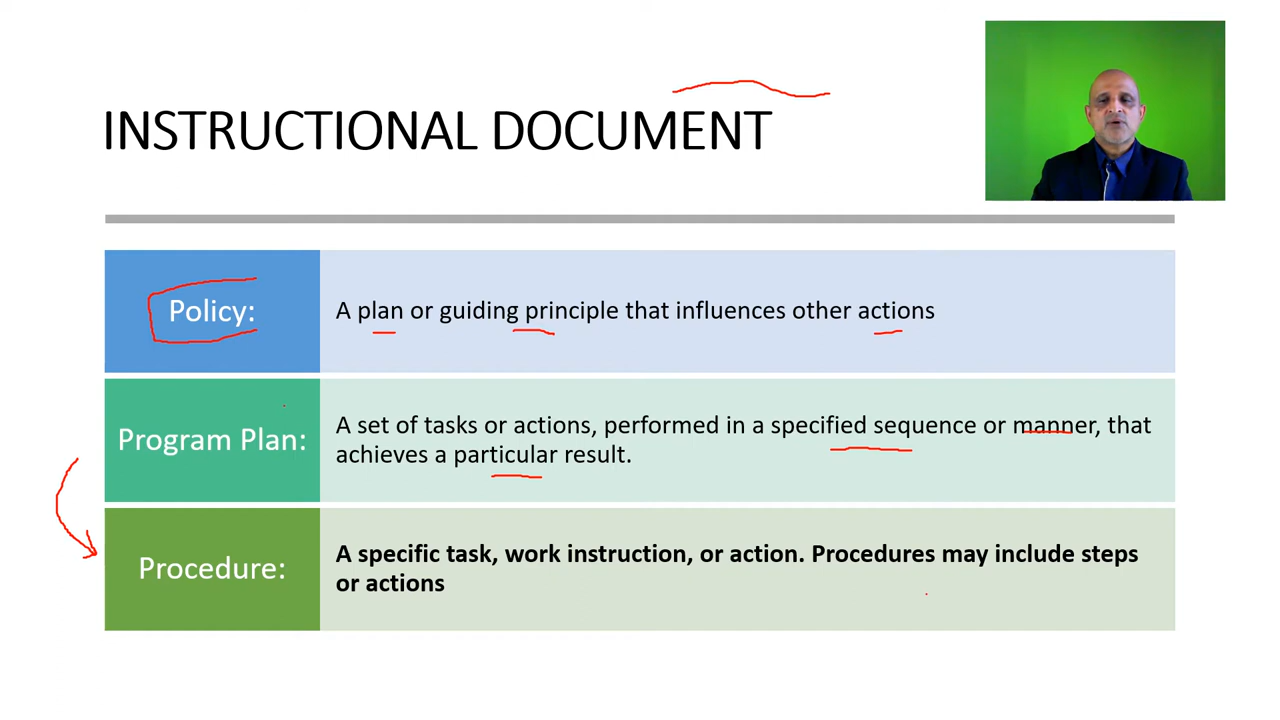 INSTRUCTIONAL DOCUMENT
Policy:
A plan or guiding principle that influences other actions
Program Plan:
A set of tasks or actions, performed in a specified sequence or manner, that
achieves a particular result.
Procedure:
A specific task, work instruction, or action. Procedures may include steps
or actions